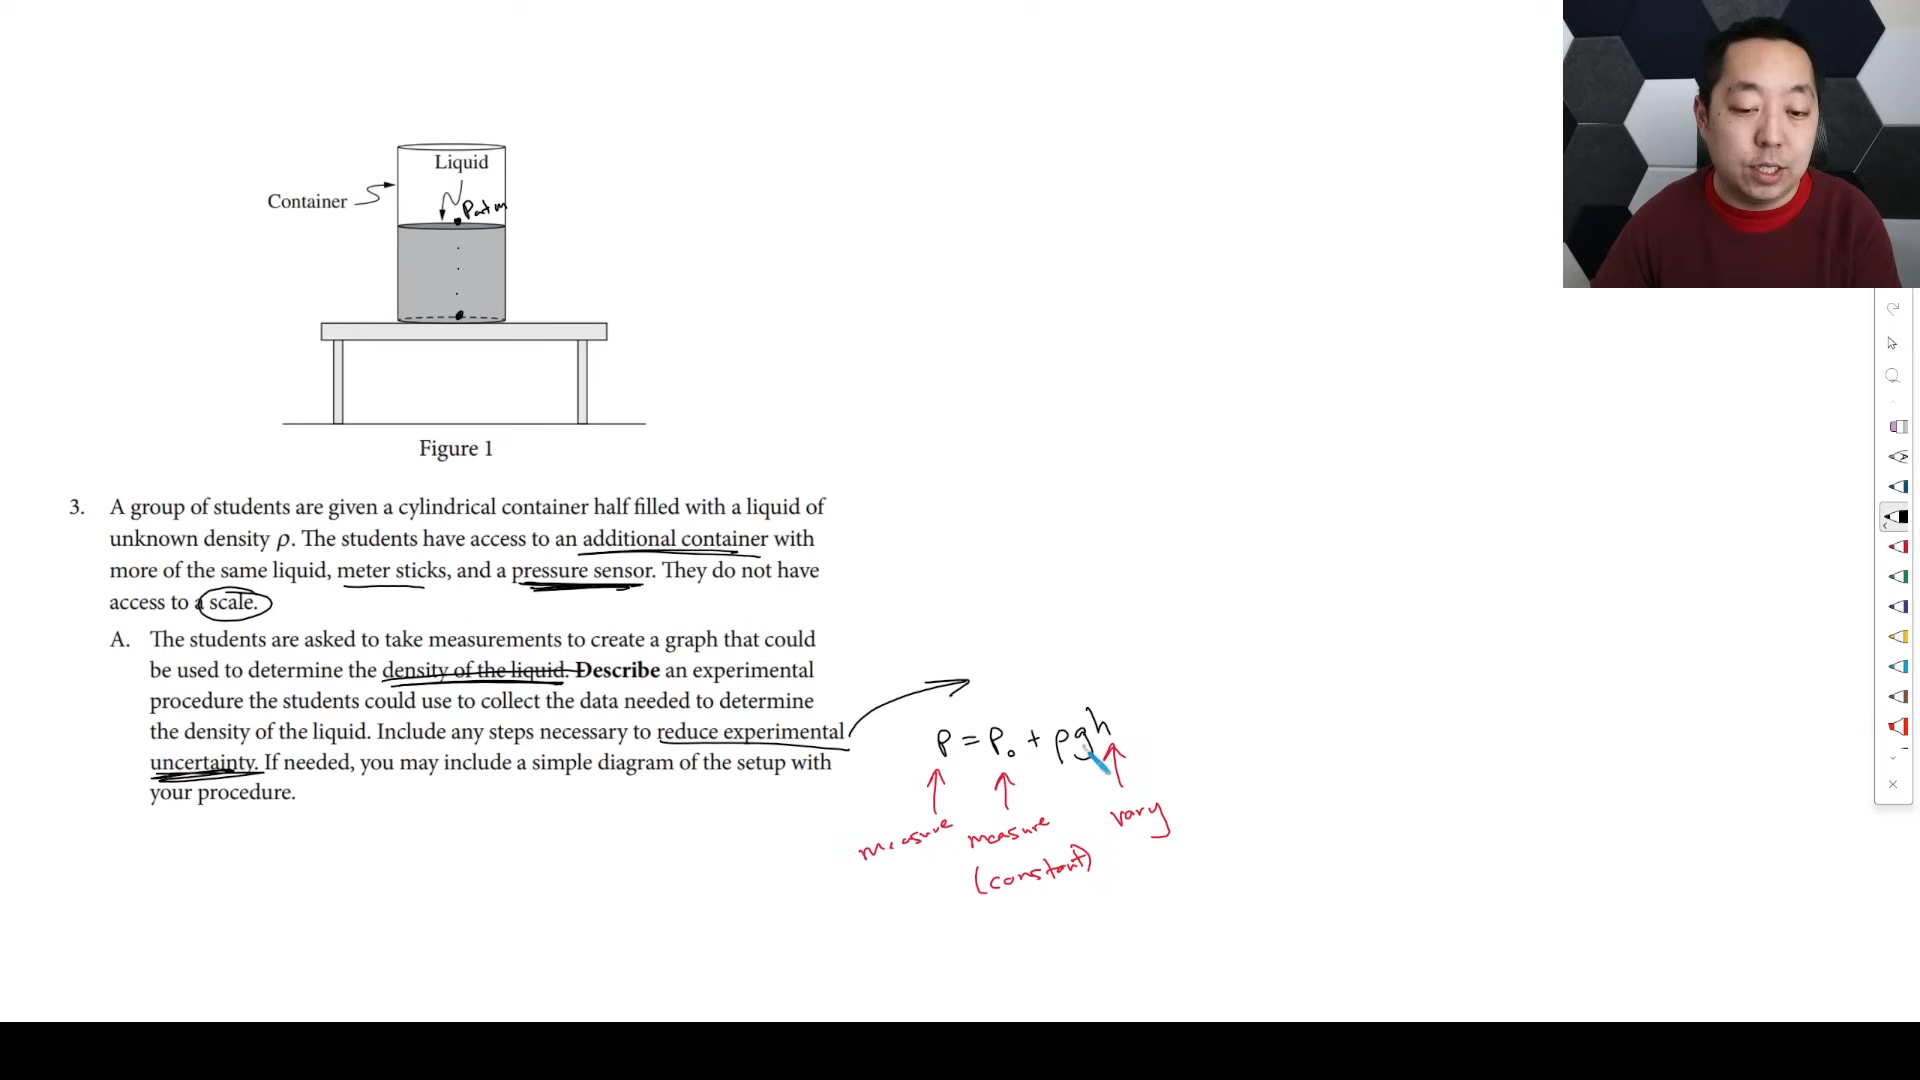 Liquid
Container
Patm
Figure 1
3. A group of students are given a cylindrical container half filled with a liquid of
unknown density ρ. The students have access to an additional container with
more of the same liquid, meter sticks, and a pressure sensor. They do not have
access to a scale.
A. The students are asked to take measurements to create a graph that could
be used to determine the density of the liquid. Describe an experimental
procedure the students could use to collect the data needed to determine
the density of the liquid. Include any steps necessary to reduce experimental
uncertainty. If needed, you may include a simple diagram of the setup with
your procedure.
P = P₀ + ρgh
measure measure vary
(constant)